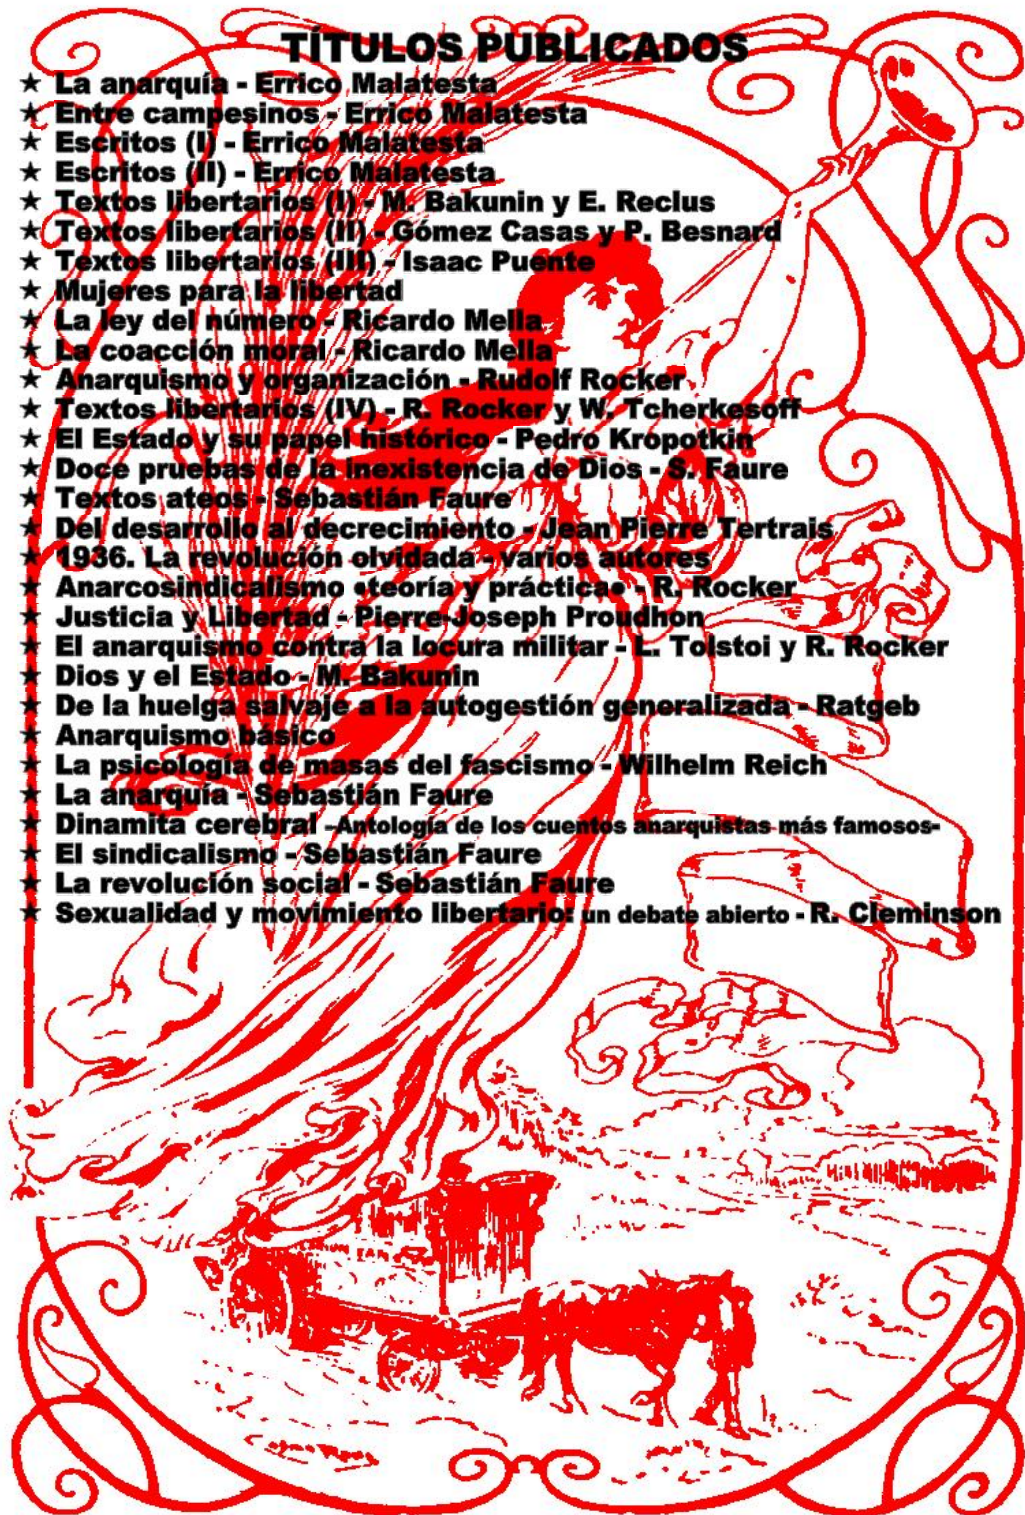 TÍTULOS PUBLICADOS
★ La anarquía - Errico Malatesta
★ Entre campesinos - Errico Malatesta
★ Escritos (I) - Errico Malatesta
★ Escritos (II) - Errico Malatesta
★ Textos libertarios (I) - M. Bakunin y E. Reclus
★ Textos libertarios (II) - Gómez Casas y P. Besnard
★ Textos libertarios (III) - Isaac Puente
★ Mujeres para la libertad
★ La ley del número - Ricardo Mella
★ La coacción moral - Ricardo Mella
★ Anarquismo y organización - Rudolf Rocker
★ Textos libertarios (IV) - R. Rocker y W. Tcherkesoff
★ El Estado y su papel histórico - Pedro Kropotkin
★ Doce pruebas de la inexistencia de Dios - S. Faure
★ Textos ateos - Sebastián Faure
★ Del desarrollo al decrecimiento - Jean Pierre Tertrais
★ 1936. La revolución olvidada - varios autores
★ Anarcosindicalismo «teoría y práctica» - R. Rocker
★ Justicia y Libertad - Pierre-Joseph Proudhon
★ El anarquismo contra la locura militar - L. Tolstoi y R. Rocker
★ Dios y el Estado - M. Bakunin
★ De la huelga salvaje a la autogestión generalizada - Ratgeb
★ Anarquismo básico
★ La psicología de masas del fascismo - Wilhelm Reich
★ La anarquía - Sebastián Faure
★ Dinamita cerebral -Antología de los cuentos anarquistas más famosos-
★ El sindicalismo - Sebastián Faure
★ La revolución social - Sebastián Faure
★ Sexualidad y movimiento libertario: un debate abierto - R. Cleminson